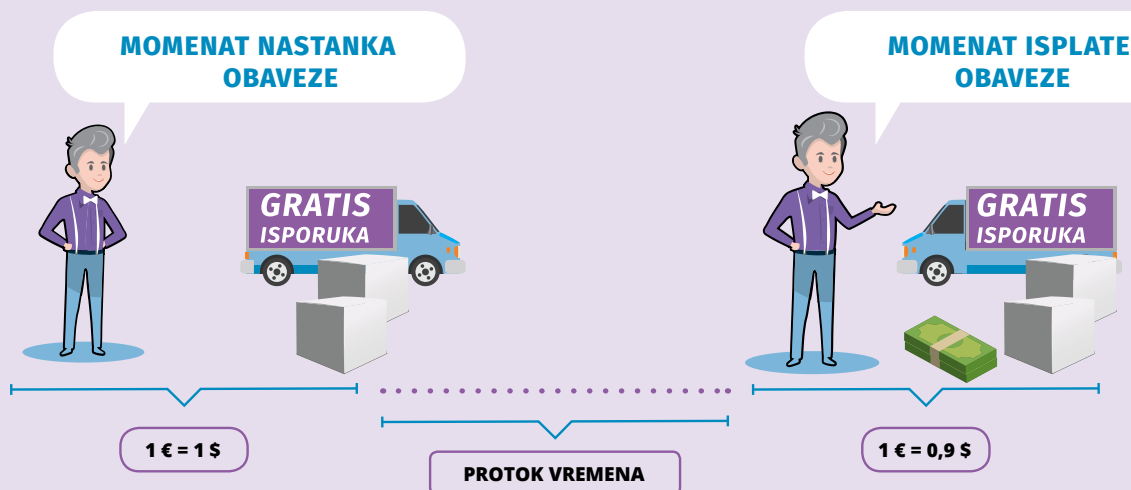 MOMENAT NASTANKA
OBAVEZE
GRATIS
ISPORUKA
1 € = 1 $
PROTOK VREMENA
MOMENAT ISPLATE
OBAVEZE
GRATIS
ISPORUKA
1 € = 0,9 $